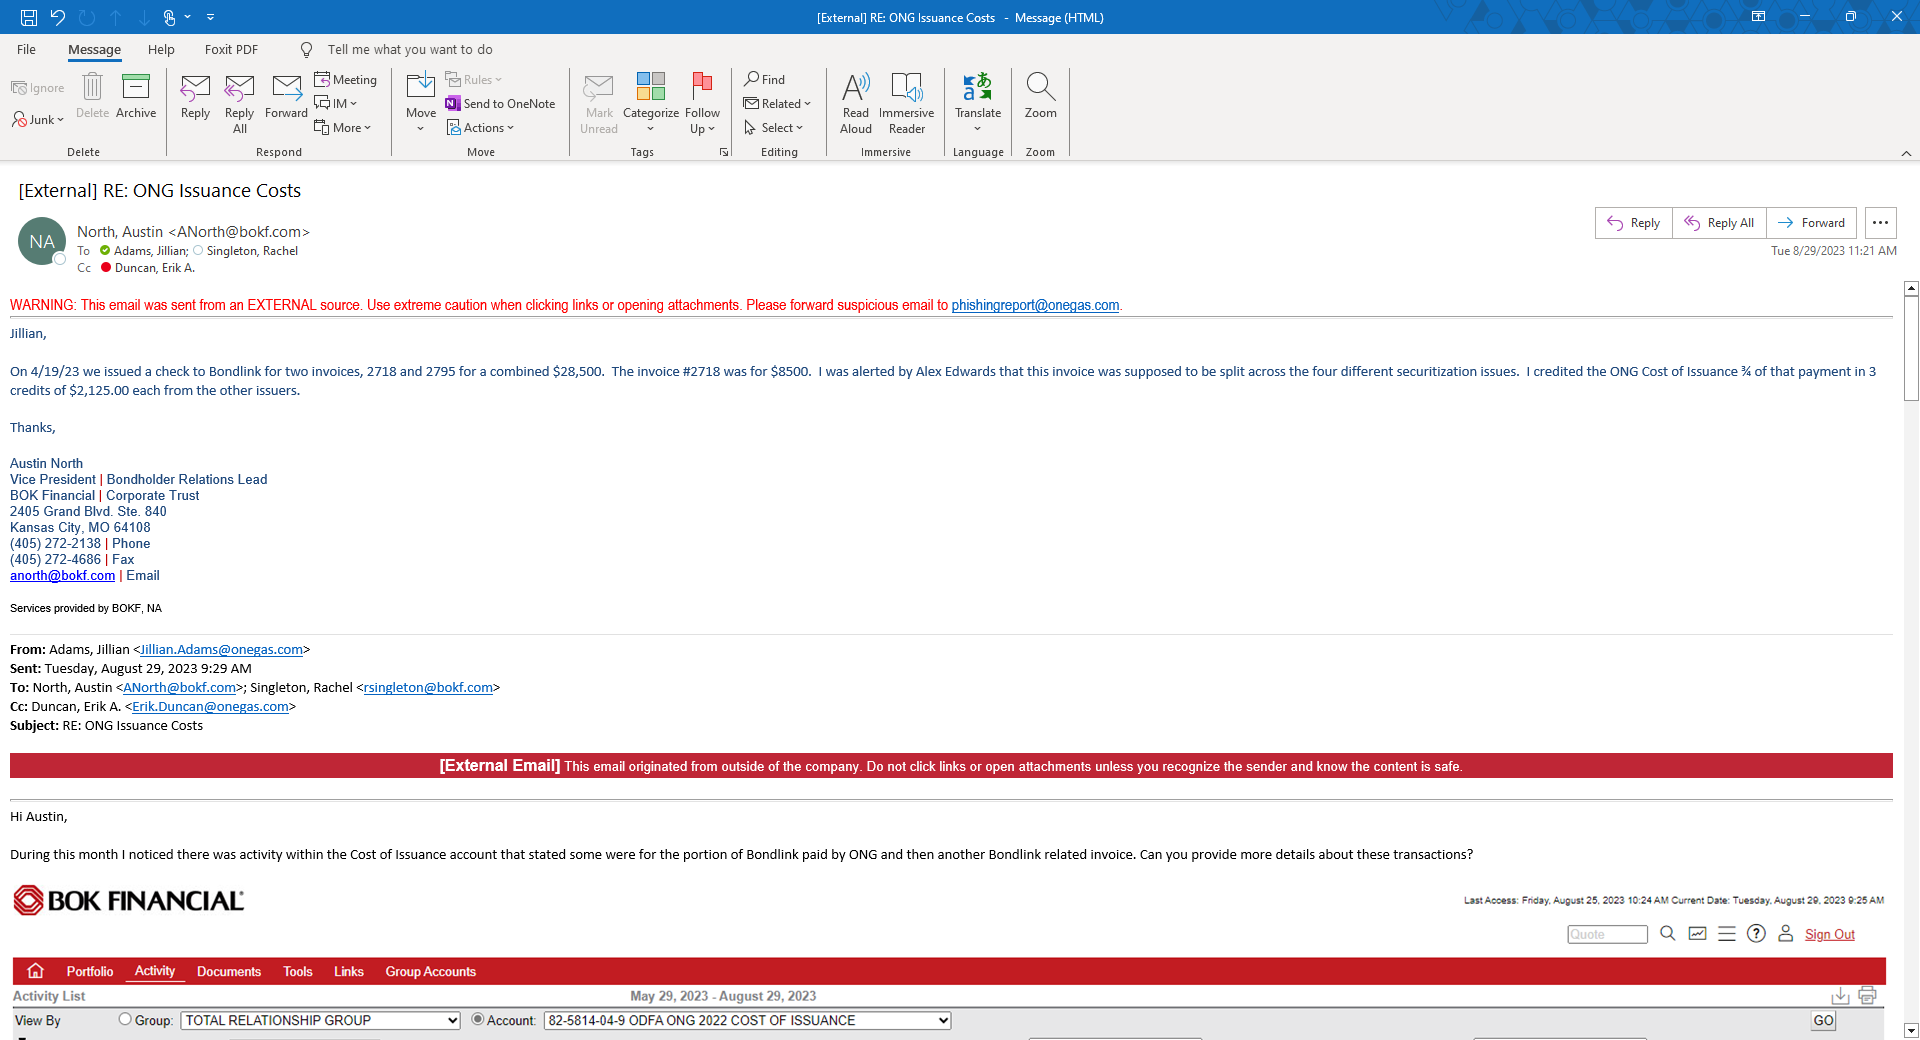 [External] RE: ONG Issuance Costs - Message (HTML)
File Message Help Foxit PDF Tell me what you want to do
Ignore
Junk
Delete
Archive
Delete
Reply
Reply All
Forward
Meeting
IM
More
Respond
Move
Rules
Send to OneNote
Actions
Move
Mark Unread
Categorize
Follow Up
Tags
Find
Related
Select
Editing
Read Aloud
Immersive Reader
Immersive
Translate
Language
Zoom
Zoom
[External] RE: ONG Issuance Costs
NA
North, Austin <ANorth@bokf.com>
To Adams, Jillian; Singleton, Rachel
Cc Duncan, Erik A.
Reply Reply All Forward
Tue 8/29/2023 11:21 AM
WARNING: This email was sent from an EXTERNAL source. Use extreme caution when clicking links or opening attachments. Please forward suspicious email to phishingreport@onegas.com.
Jillian,
On 4/19/23 we issued a check to Bondlink for two invoices, 2718 and 2795 for a combined $28,500. The invoice #2718 was for $8500. I was alerted by Alex Edwards that this invoice was supposed to be split across the four different securitization issues. I credited the ONG Cost of Issuance ¾ of that payment in 3
credits of $2,125.00 each from the other issuers.
Thanks,
Austin North
Vice President | Bondholder Relations Lead
BOK Financial | Corporate Trust
2405 Grand Blvd. Ste. 840
Kansas City, MO 64108
(405) 272-2138 | Phone
(405) 272-4686 | Fax
anorth@bokf.com | Email
Services provided by BOKF, NA
From: Adams, Jillian <Jillian.Adams@onegas.com>
Sent: Tuesday, August 29, 2023 9:29 AM
To: North, Austin <ANorth@bokf.com>; Singleton, Rachel <rsingleton@bokf.com>
Cc: Duncan, Erik A. <Erik.Duncan@onegas.com>
Subject: RE: ONG Issuance Costs
[External Email] This email originated from outside of the company. Do not click links or open attachments unless you recognize the sender and know the content is safe.
Hi Austin,
During this month I noticed there was activity within the Cost of Issuance account that stated some were for the portion of Bondlink paid by ONG and then another Bondlink related invoice. Can you provide more details about these transactions?
BOK FINANCIAL
Last Access: Friday, August 25, 2023 10:24 AM Current Date: Tuesday, August 29, 2023 9:25 AM
Quote
Sign Out
Portfolio Activity Documents Tools Links Group Accounts
Activity List May 29, 2023 - August 29, 2023
View By Group: TOTAL RELATIONSHIP GROUP Account: 82-5814-04-9 ODFA ONG 2022 COST OF ISSUANCE GO